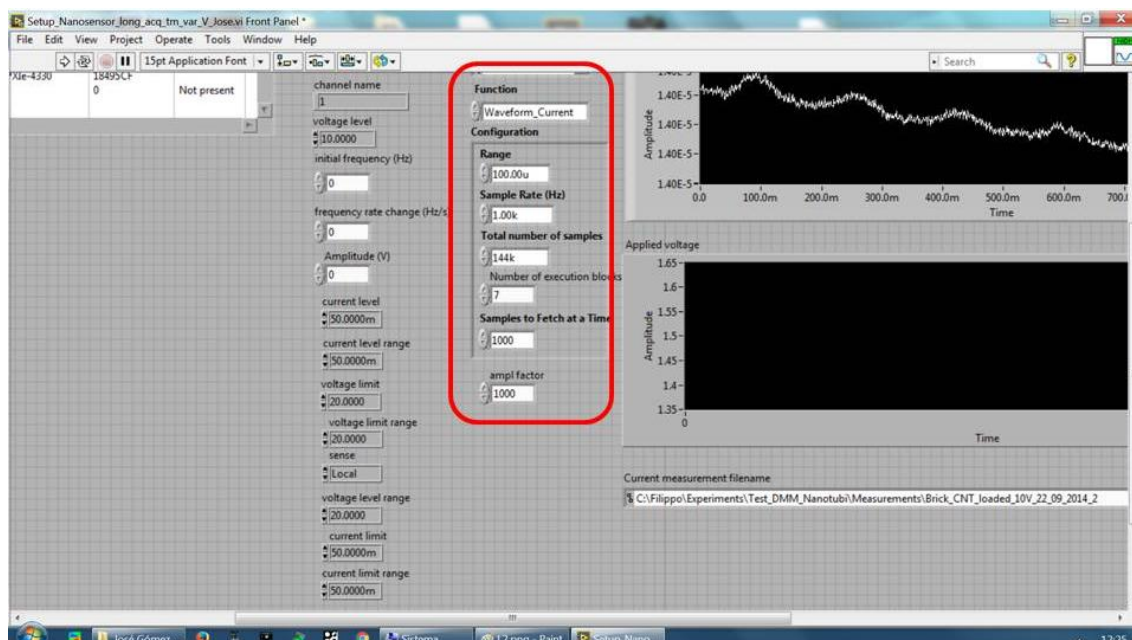 Setup_Nanosensor_long_acq_tm_var_V_Jose.vi Front Panel *
File Edit View Project Operate Tools Window Help
15pt Application Font
Search
PXIe-4330 18495CF
0 Not present
channel name
1
voltage level
10.0000
initial frequency (Hz)
0
frequency rate change (Hz/s)
0
Amplitude (V)
0
current level
50.0000m
current level range
50.0000m
voltage limit
20.0000
voltage limit range
20.0000
sense
Local
voltage level range
20.0000
current limit
50.0000m
current limit range
50.0000m
Function
Waveform_Current
Configuration
Range
100.00u
Sample Rate (Hz)
1.00k
Total number of samples
144k
Number of execution blocks
7
Samples to Fetch at a Time
1000
ampl factor
1000
Amplitude
1.40E-5
1.40E-5
1.40E-5
1.40E-5
0.0 100.0m 200.0m 300.0m 400.0m 500.0m 600.0m 700.
Time
Applied voltage
Amplitude
1.65
1.6
1.55
1.5
1.45
1.4
1.35
0
Time
Current measurement filename
C:\Filippo\Experiments\Test_DMM_Nanotubi\Measurements\Brick_CNT_loaded_10V_22_09_2014_2
José Gómez
Sistema
12.png - Paint
Setup_Nano
12:25